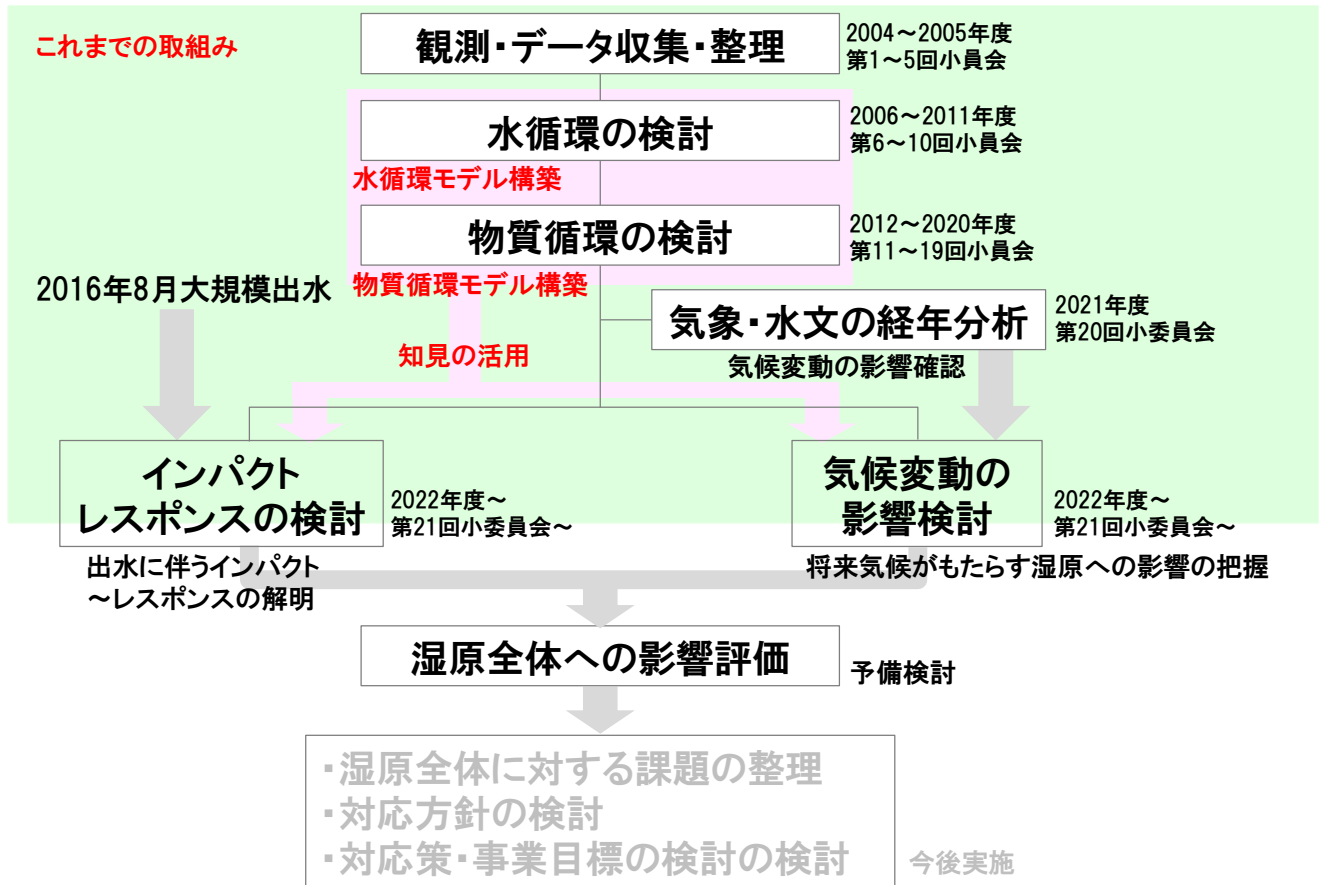 これまでの取組み
観測・データ収集・整理
2004～2005年度
第1～5回小員会
水循環の検討
2006～2011年度
第6～10回小員会
水循環モデル構築
物質循環の検討
2012～2020年度
第11～19回小員会
物質循環モデル構築
2016年8月大規模出水
気象・水文の経年分析
2021年度
第20回小委員会
知見の活用
気候変動の影響確認
インパクト
レスポンスの検討
2022年度～
第21回小委員会～
出水に伴うインパクト
～レスポンスの解明
気候変動の
影響検討
2022年度～
第21回小委員会～
将来気候がもたらす湿原への影響の把握
湿原全体への影響評価
予備検討
・湿原全体に対する課題の整理
・対応方針の検討
・対応策・事業目標の検討の検討
今後実施